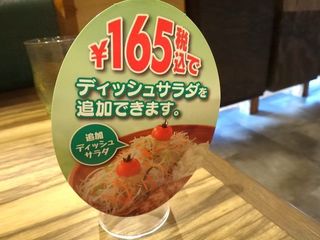 ¥165税込で
ディッシュサラダを
追加できます。
追加
ディッシュ
サラダ